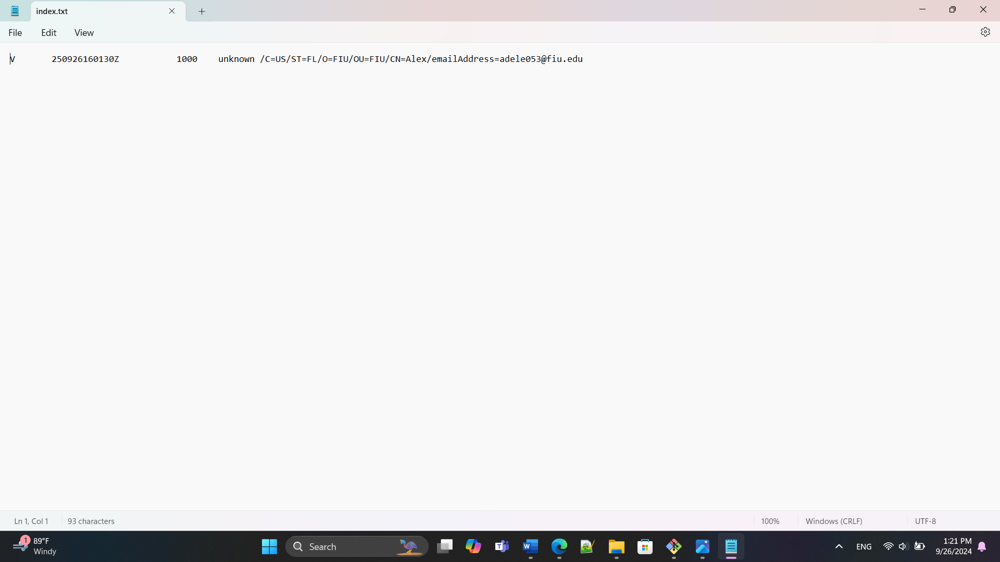 index.txt
File Edit View
V 250926160130Z 1000 unknown /C=US/ST=FL/O=FIU/OU=FIU/CN=Alex/emailAddress=adele053@fiu.edu
Ln 1, Col 1 93 characters 100% Windows (CRLF) UTF-8
1 89°F
Windy
Search
ENG
1:21 PM
9/26/2024